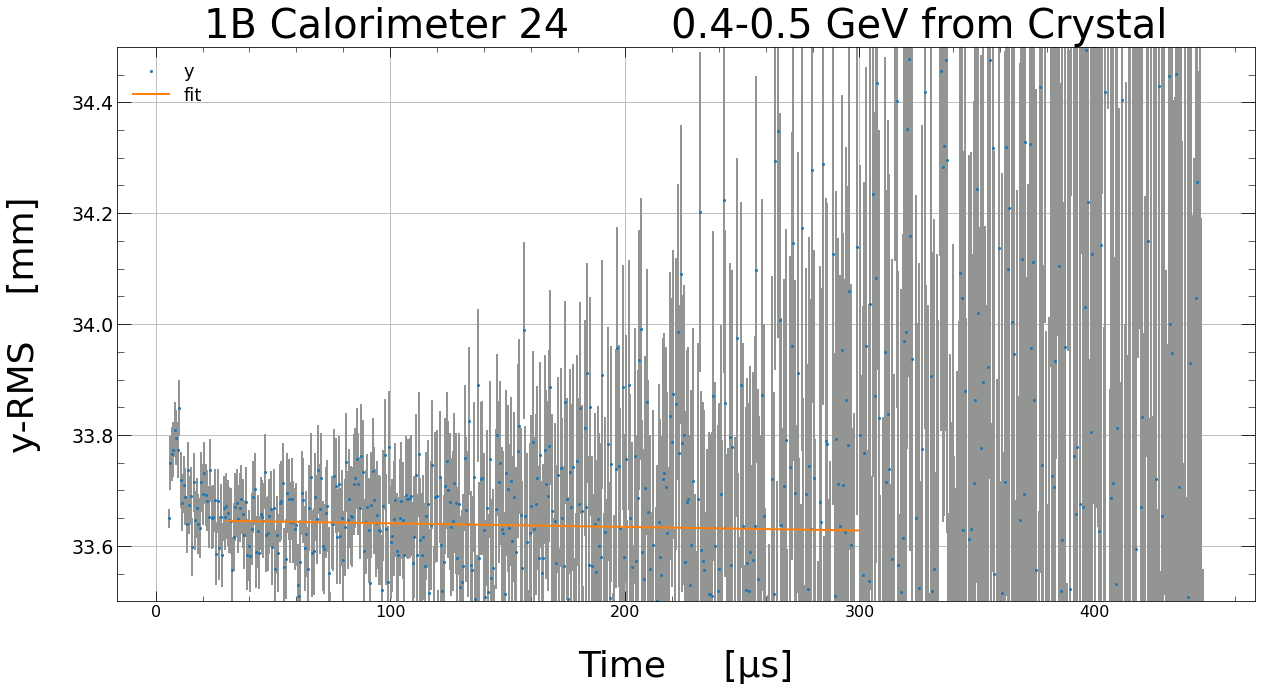 1B Calorimeter 24 0.4-0.5 GeV from Crystal
y
fit
34.4
34.2
34.0
33.8
33.6
y-RMS [mm]
0 100 200 300 400
Time [µs]